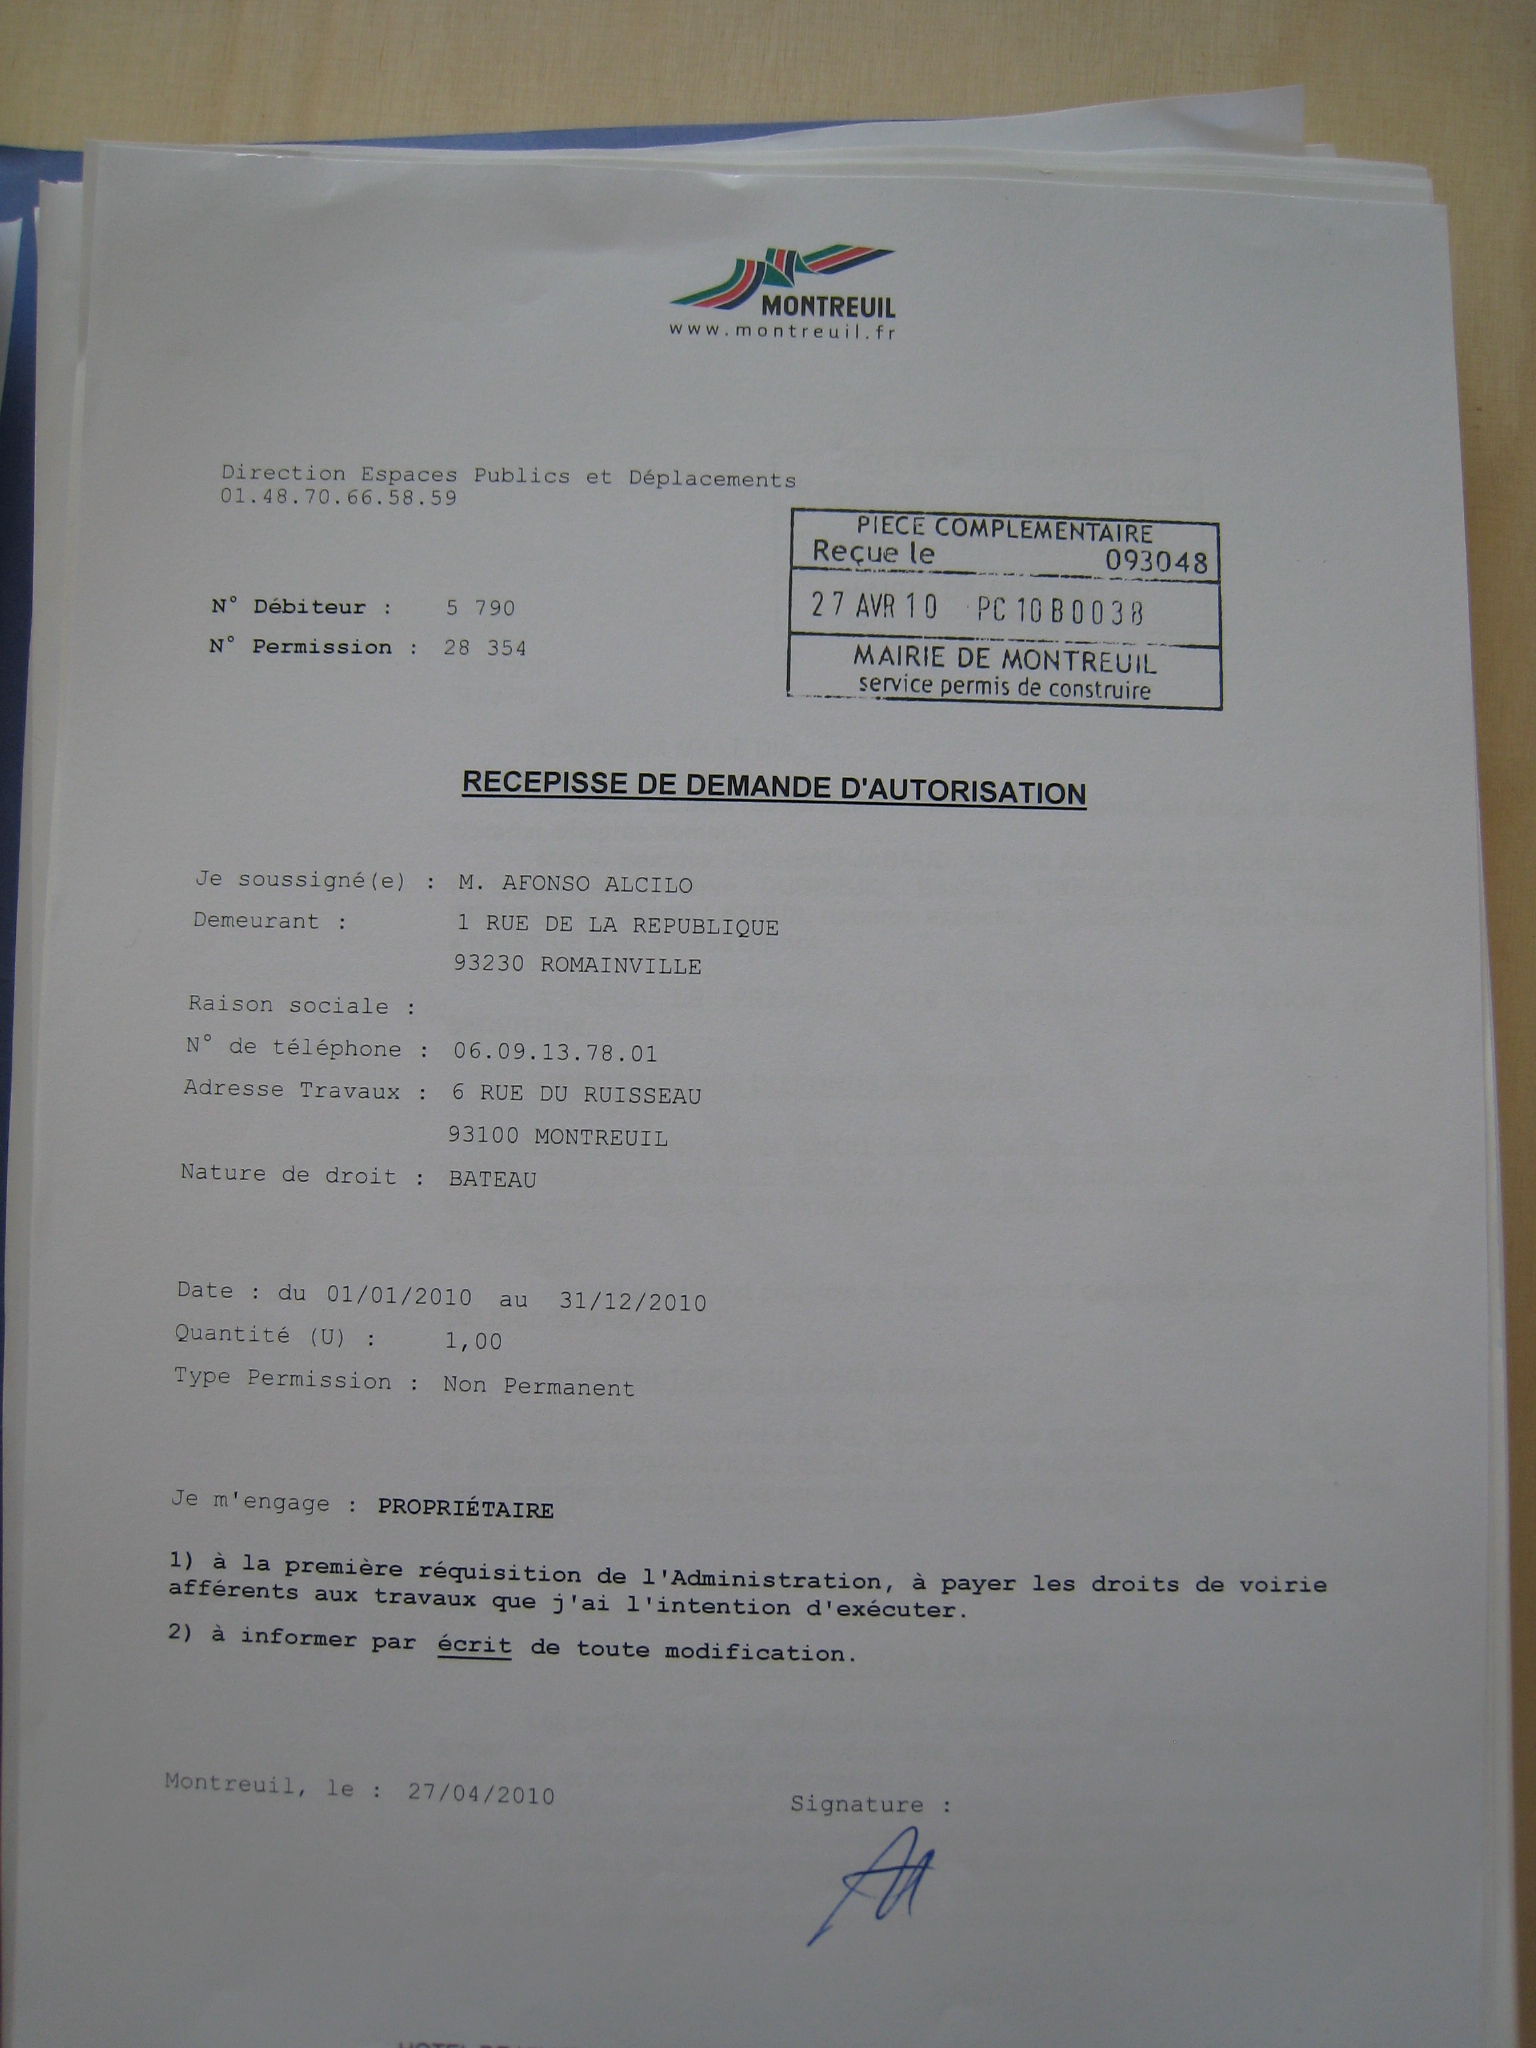 MONTREUIL
www.montreuil.fr
Direction Espaces Publics et Déplacements
01.48.70.66.58.59
PIECE COMPLEMENTAIRE
Reçue le 093048
27 AVR 10 PC 10 B0038
MAIRIE DE MONTREUIL
service permis de construire
N° Débiteur : 5 790
N° Permission : 28 354
RECEPISSE DE DEMANDE D'AUTORISATION
Je soussigné(e) : M. AFONSO ALCILO
Demeurant : 1 RUE DE LA REPUBLIQUE
93230 ROMAINVILLE
Raison sociale :
N° de téléphone : 06.09.13.78.01
Adresse Travaux : 6 RUE DU RUISSEAU
93100 MONTREUIL
Nature de droit : BATEAU
Date : du 01/01/2010 au 31/12/2010
Quantité (U) : 1,00
Type Permission : Non Permanent
Je m'engage : PROPRIÉTAIRE
1) à la première réquisition de l'Administration, à payer les droits de voirie
afférents aux travaux que j'ai l'intention d'exécuter.
2) à informer par écrit de toute modification.
Montreuil, le : 27/04/2010
Signature :